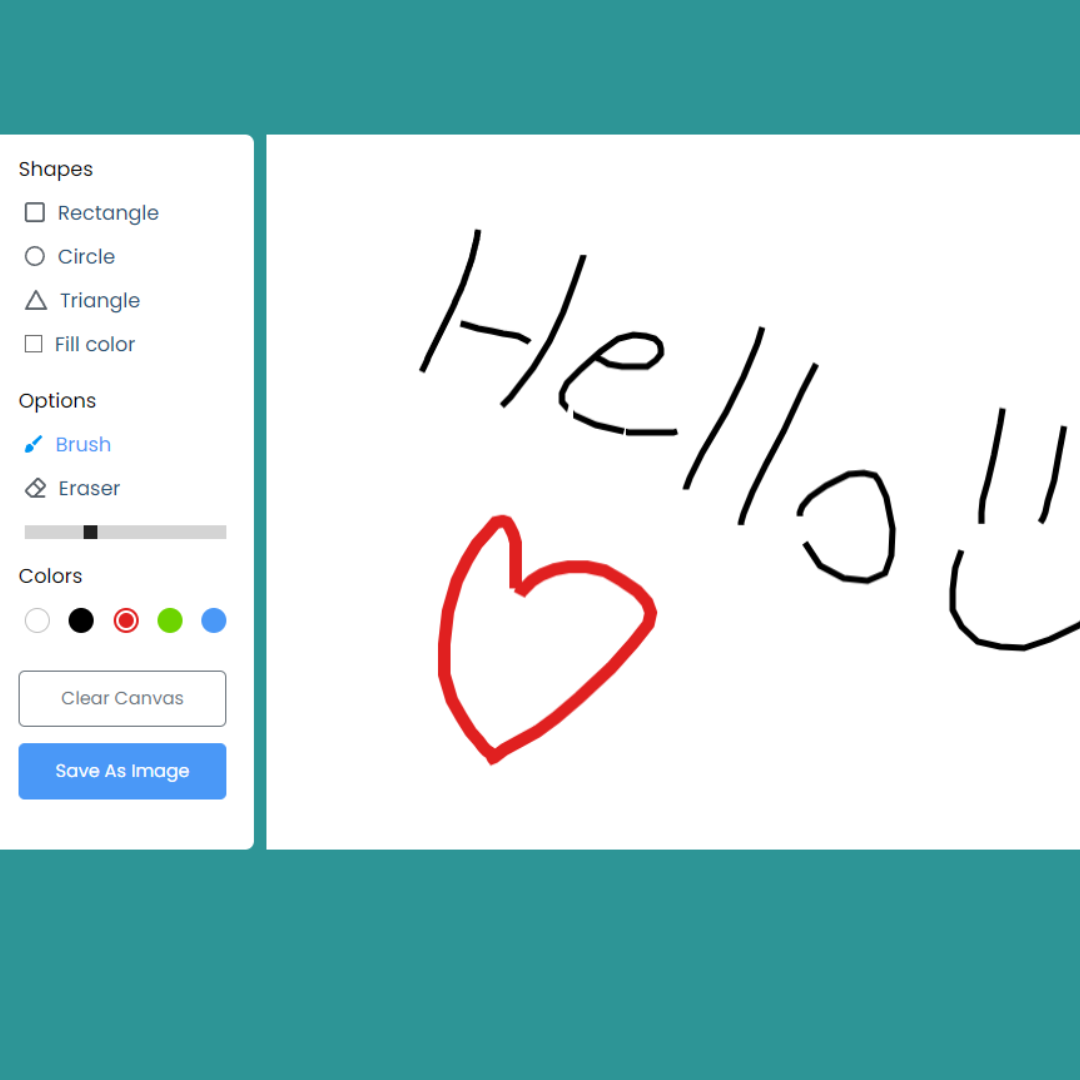 Shapes
Rectangle
Circle
Triangle
Fill color
Options
Brush
Eraser
Colors
Clear Canvas
Save As Image
Hello